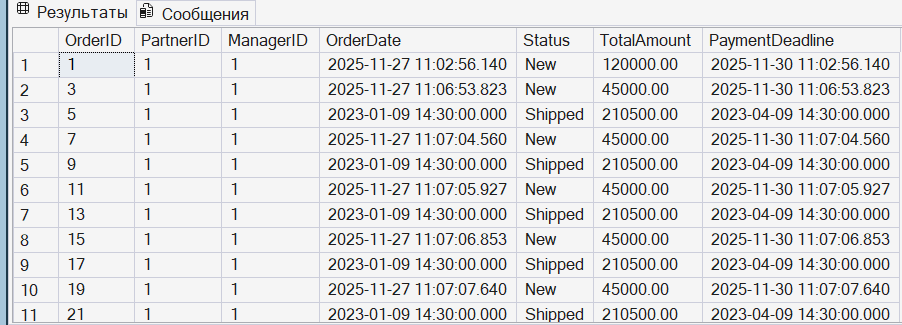 Результаты Сообщения
OrderID PartnerID ManagerID OrderDate Status TotalAmount PaymentDeadline
1 1 1 1 2025-11-27 11:02:56.140 New 120000.00 2025-11-30 11:02:56.140
2 3 1 1 2025-11-27 11:06:53.823 New 45000.00 2025-11-30 11:06:53.823
3 5 1 1 2023-01-09 14:30:00.000 Shipped 210500.00 2023-04-09 14:30:00.000
4 7 1 1 2025-11-27 11:07:04.560 New 45000.00 2025-11-30 11:07:04.560
5 9 1 1 2023-01-09 14:30:00.000 Shipped 210500.00 2023-04-09 14:30:00.000
6 11 1 1 2025-11-27 11:07:05.927 New 45000.00 2025-11-30 11:07:05.927
7 13 1 1 2023-01-09 14:30:00.000 Shipped 210500.00 2023-04-09 14:30:00.000
8 15 1 1 2025-11-27 11:07:06.853 New 45000.00 2025-11-30 11:07:06.853
9 17 1 1 2023-01-09 14:30:00.000 Shipped 210500.00 2023-04-09 14:30:00.000
10 19 1 1 2025-11-27 11:07:07.640 New 45000.00 2025-11-30 11:07:07.640
11 21 1 1 2023-01-09 14:30:00.000 Shipped 210500.00 2023-04-09 14:30:00.000